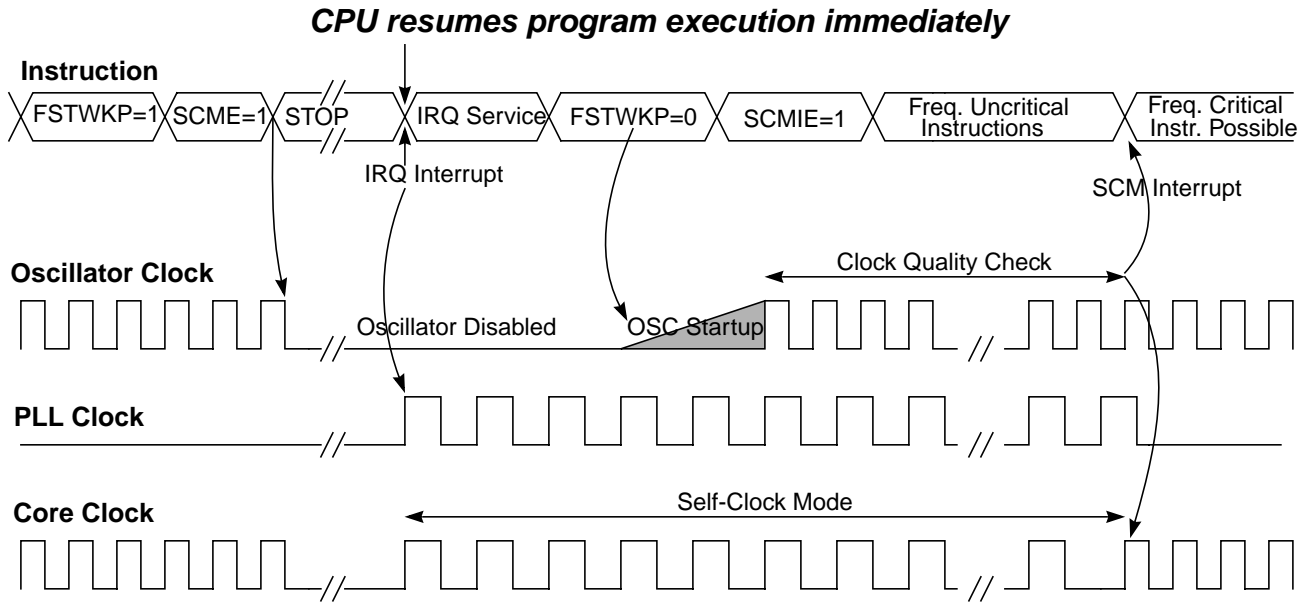 CPU resumes program execution immediately
Instruction
FSTWKP=1
SCME=1
STOP
IRQ Service
FSTWKP=0
SCMIE=1
Freq. Uncritical
Instructions
Freq. Critical
Instr. Possible
IRQ Interrupt
SCM Interrupt
Oscillator Clock
Clock Quality Check
Oscillator Disabled
OSC Startup
PLL Clock
Core Clock
Self-Clock Mode